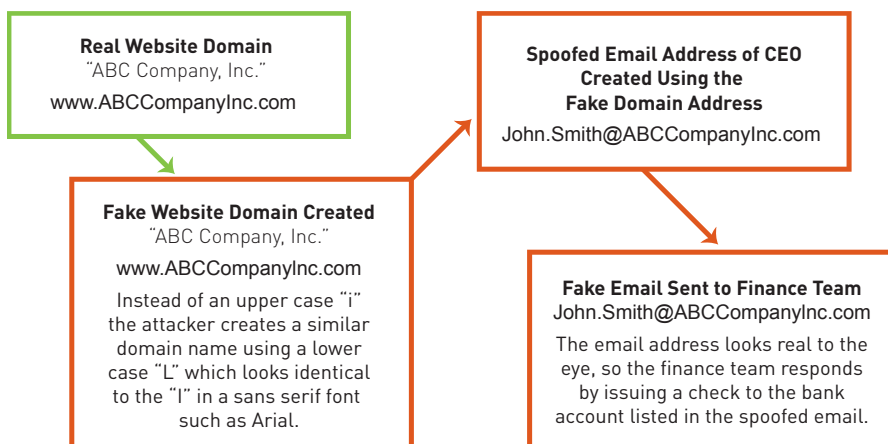 Real Website Domain
“ABC Company, Inc.”
www.ABCCompanyInc.com
Fake Website Domain Created
“ABC Company, Inc.”
www.ABCCompanylnc.com
Instead of an upper case “i”
the attacker creates a similar
domain name using a lower
case “L” which looks identical
to the “I” in a sans serif font
such as Arial.
Spoofed Email Address of CEO
Created Using the
Fake Domain Address
John.Smith@ABCCompanylnc.com
Fake Email Sent to Finance Team
John.Smith@ABCCompanylnc.com
The email address looks real to the
eye, so the finance team responds
by issuing a check to the bank
account listed in the spoofed email.